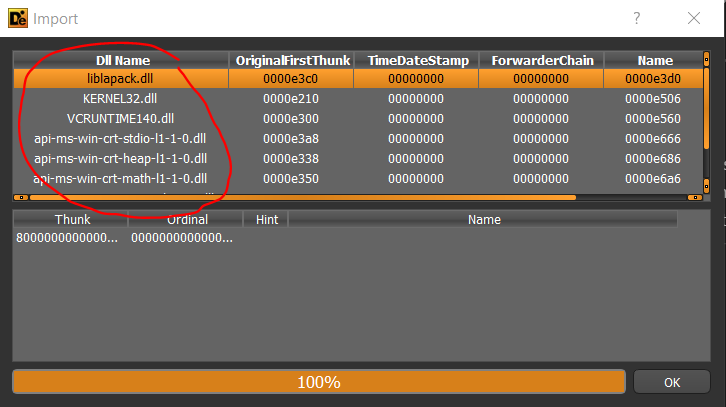 De Import ? ×
Dll Name OriginalFirstThunk TimeDateStamp ForwarderChain Name
liblapack.dll 0000e3c0 00000000 00000000 0000e3d0
KERNEL32.dll 0000e210 00000000 00000000 0000e506
VCRUNTIME140.dll 0000e300 00000000 00000000 0000e560
api-ms-win-crt-stdio-l1-1-0.dll 0000e3a8 00000000 00000000 0000e666
api-ms-win-crt-heap-l1-1-0.dll 0000e338 00000000 00000000 0000e686
api-ms-win-crt-math-l1-1-0.dll 0000e350 00000000 00000000 0000e6a6
Thunk Ordinal Hint Name
8000000000000... 0000000000000...
100% OK